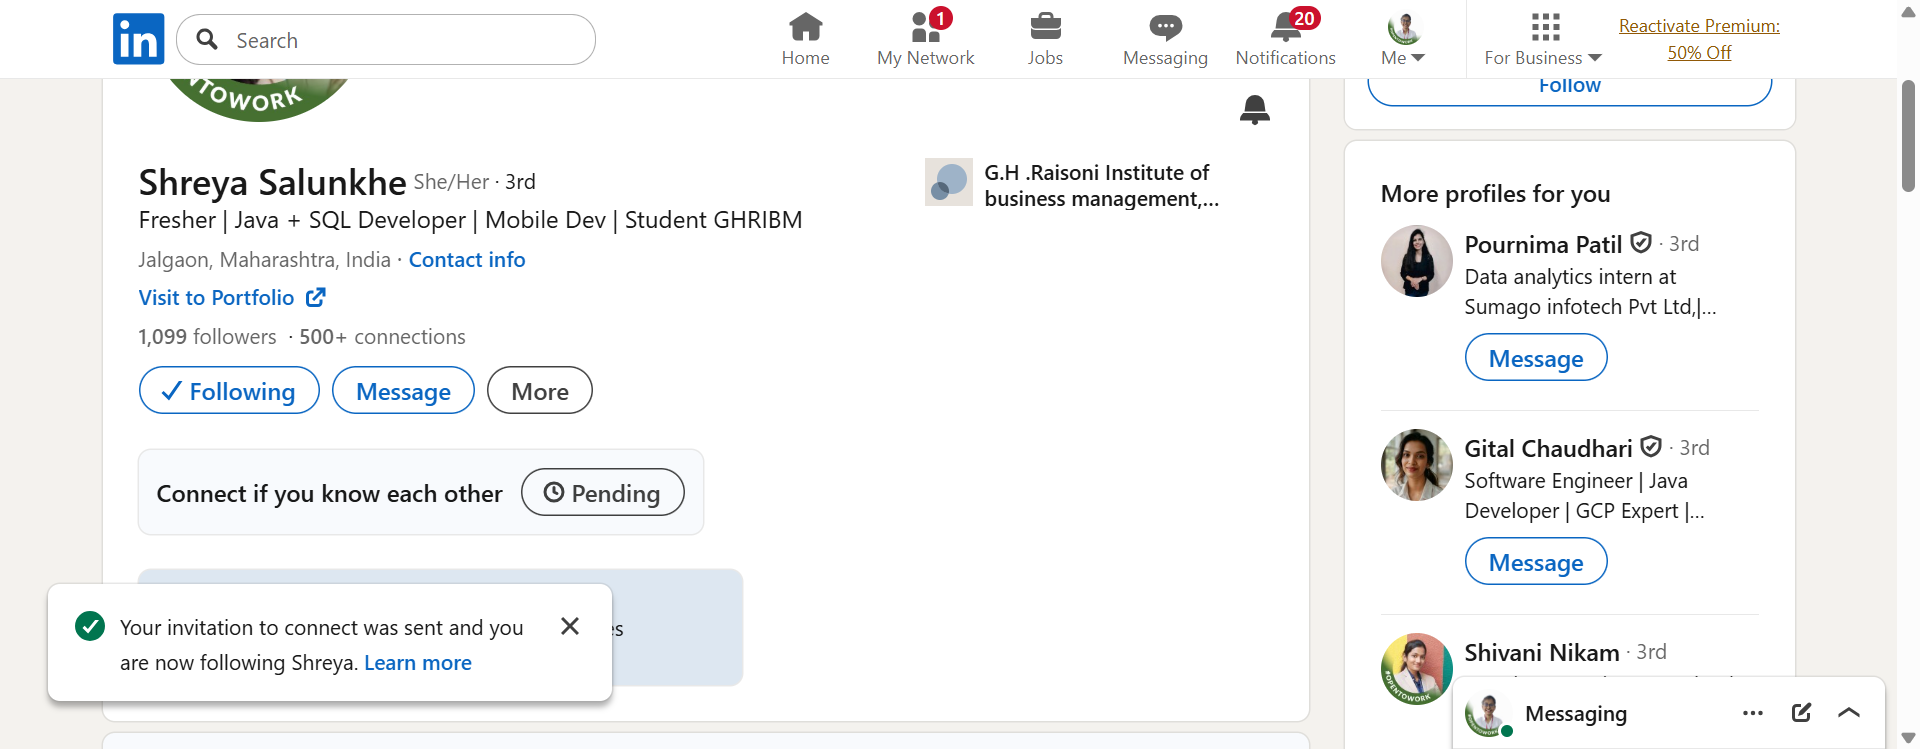 in
Search
Home
1
My Network
Jobs
Messaging
20
Notifications
Me
For Business
Reactivate Premium:
50% Off
NTOWORK
Shreya Salunkhe She/Her · 3rd
Fresher | Java + SQL Developer | Mobile Dev | Student GHRIBM
Jalgaon, Maharashtra, India · Contact info
Visit to Portfolio
1,099 followers · 500+ connections
Following
Message
More
G.H .Raisoni Institute of
business management,...
Connect if you know each other
Pending
es
Your invitation to connect was sent and you
are now following Shreya. Learn more
Follow
More profiles for you
Pournima Patil · 3rd
Data analytics intern at
Sumago infotech Pvt Ltd,|...
Message
Gital Chaudhari · 3rd
Software Engineer | Java
Developer | GCP Expert |...
Message
Shivani Nikam · 3rd
#OPENTOWORK
Messaging